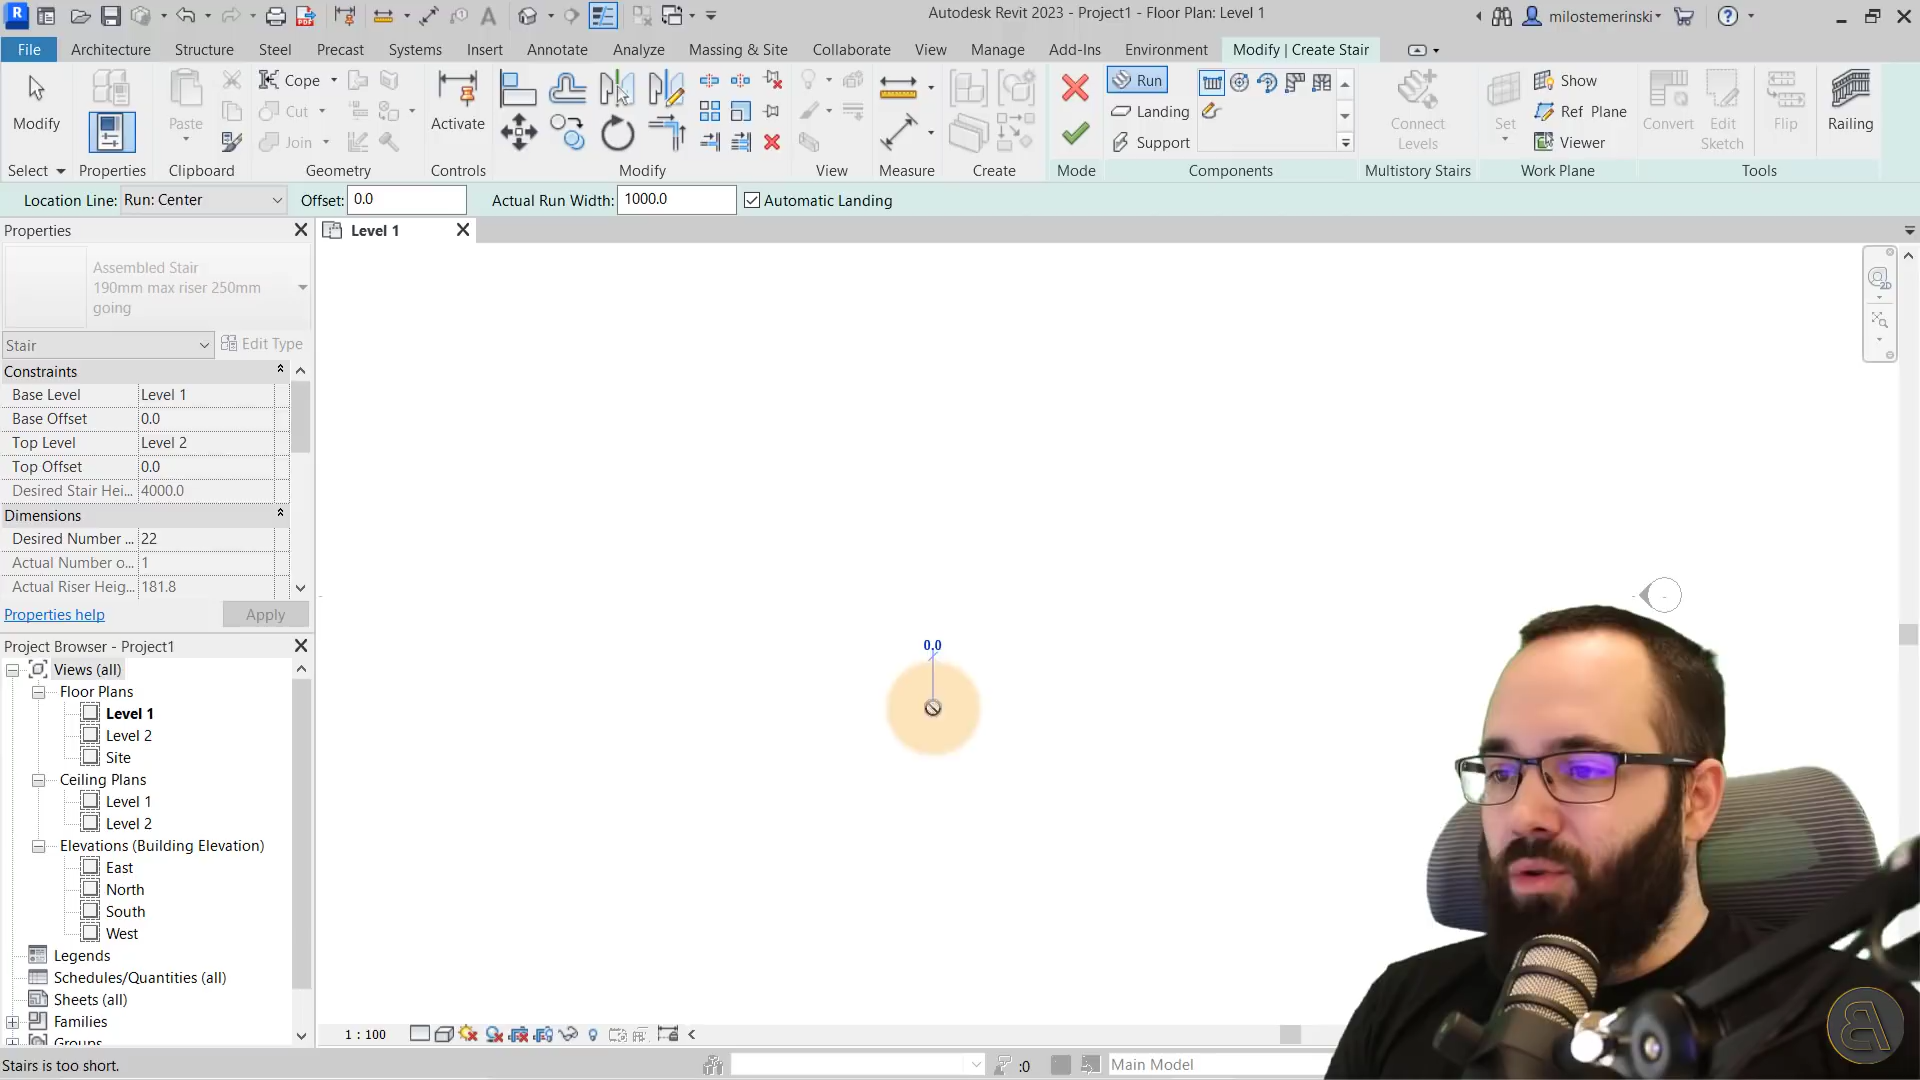 Autodesk Revit 2023 - Project1 - Floor Plan: Level 1
milostemerinski
File Architecture Structure Steel Precast Systems Insert Annotate Analyze Massing & Site Collaborate View Manage Add-Ins Environment Modify | Create Stair
Modify
Paste
Cope
Cut
Join
Activate
Run
Landing
Support
Connect Levels
Set
Show
Ref Plane
Viewer
Convert
Edit Sketch
Flip
Railing
Select Properties Clipboard Geometry Controls Modify View Measure Create Mode Components Multistory Stairs Work Plane Tools
Location Line: Run: Center Offset: 0.0 Actual Run Width: 1000.0 Automatic Landing
Properties
Level 1
Assembled Stair
190mm max riser 250mm
going
Stair Edit Type
Constraints
Base Level Level 1
Base Offset 0.0
Top Level Level 2
Top Offset 0.0
Desired Stair Hei... 4000.0
Dimensions
Desired Number ... 22
Actual Number o... 1
Actual Riser Heig... 181.8
Properties help Apply
Project Browser - Project1
Views (all)
Floor Plans
Level 1
Level 2
Site
Ceiling Plans
Level 1
Level 2
Elevations (Building Elevation)
East
North
South
West
Legends
Schedules/Quantities (all)
Sheets (all)
Families
Groups
0.0
2D
1 : 100
Stairs is too short.
:0
Main Model